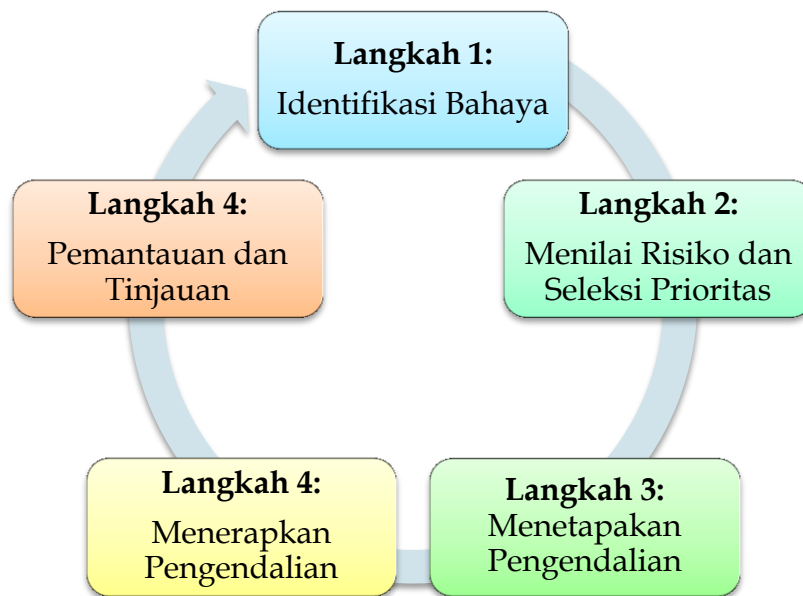 Langkah 1:
Identifikasi Bahaya
Langkah 2:
Menilai Risiko dan
Seleksi Prioritas
Langkah 3:
Menetapakan
Pengendalian
Langkah 4:
Menerapkan
Pengendalian
Langkah 4:
Pemantauan dan
Tinjauan